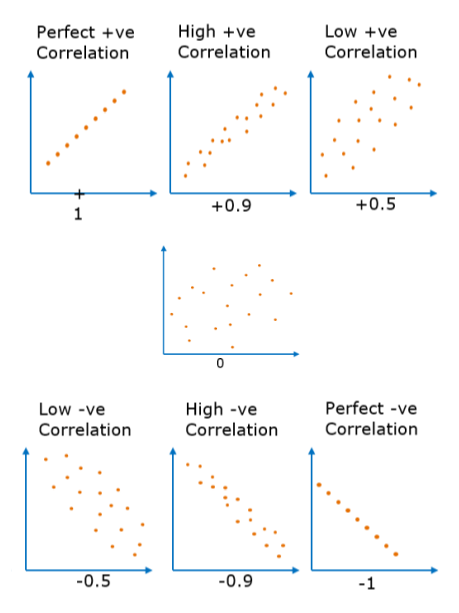 Perfect +ve
Correlation
High +ve
Correlation
Low +ve
Correlation
+
1
+0.9
+0.5
0
Low -ve
Correlation
High -ve
Correlation
Perfect -ve
Correlation
-0.5
-0.9
-1